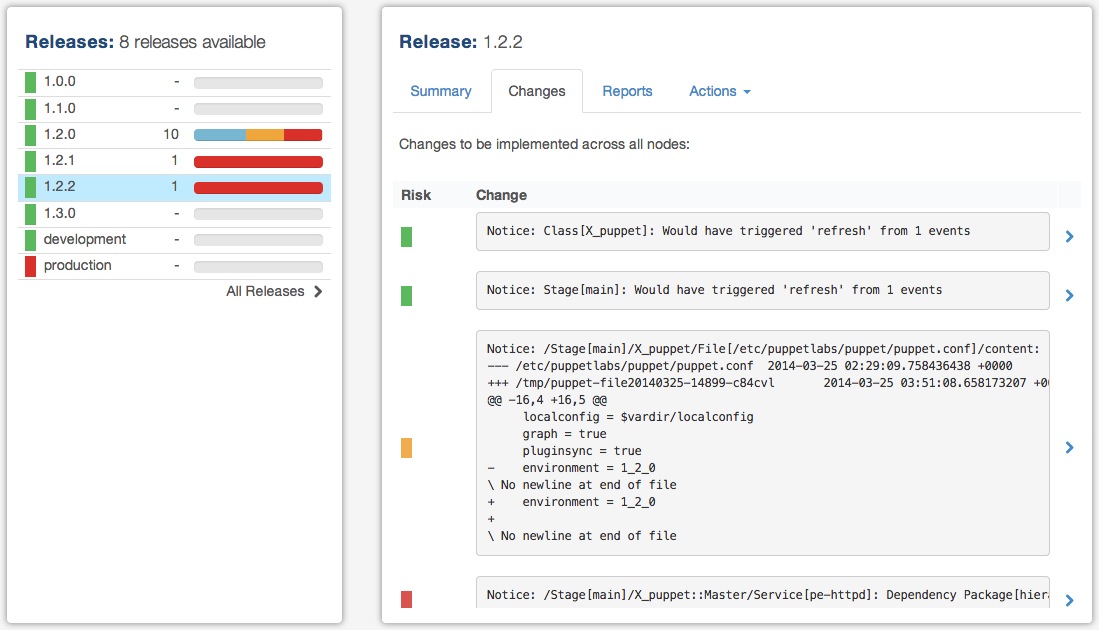 Releases: 8 releases available
1.0.0 -
1.1.0 -
1.2.0 10
1.2.1 1
1.2.2 1
1.3.0 -
development -
production -
All Releases
Release: 1.2.2
Summary Changes Reports Actions
Changes to be implemented across all nodes:
Risk Change
Notice: Class[X_puppet]: Would have triggered 'refresh' from 1 events
Notice: Stage[main]: Would have triggered 'refresh' from 1 events
Notice: /Stage[main]/X_puppet/File[/etc/puppetlabs/puppet/puppet.conf]/content:
--- /etc/puppetlabs/puppet/puppet.conf 2014-03-25 02:29:09.758436438 +0000
+++ /tmp/puppet-file20140325-14899-c84cvl 2014-03-25 03:51:08.658173207 +00
@@ -16,4 +16,5 @@
localconfig = $vardir/localconfig
graph = true
pluginsync = true
- environment = 1_2_0
\ No newline at end of file
+ environment = 1_2_0
+
\ No newline at end of file
Notice: /Stage[main]/X_puppet::Master/Service[pe-httpd]: Dependency Package[hiera